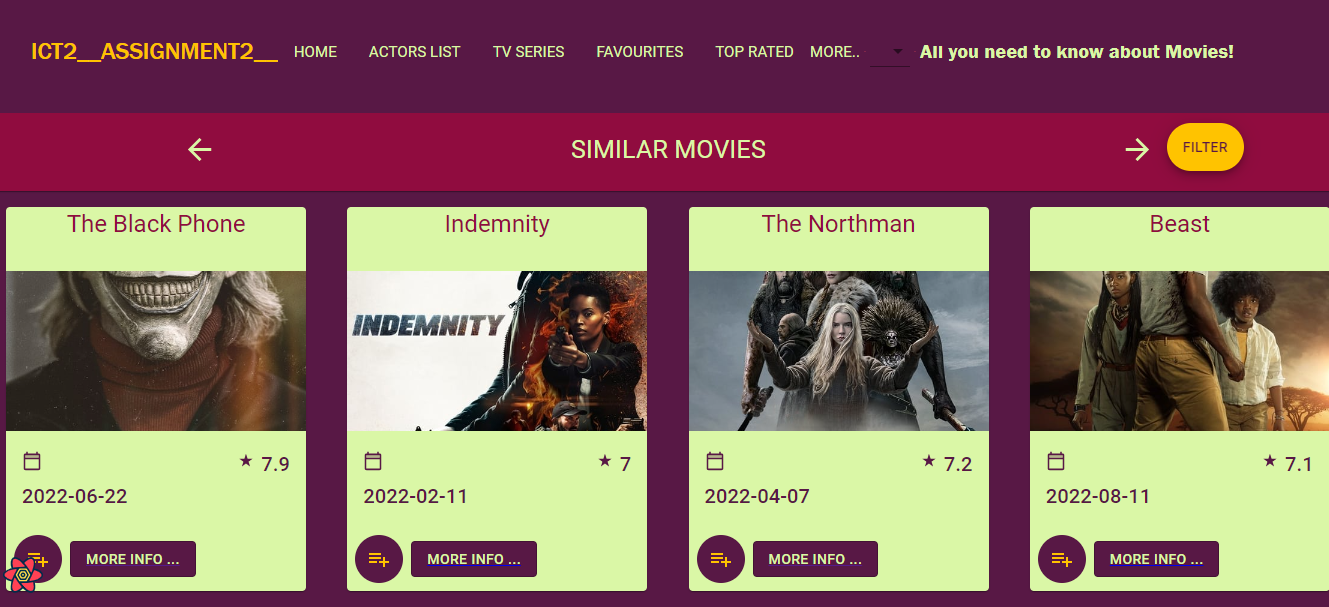 ICT2__ASSIGNMENT2__ HOME ACTORS LIST TV SERIES FAVOURITES TOP RATED MORE.. All you need to know about Movies!
SIMILAR MOVIES FILTER
The Black Phone Indemnity The Northman Beast
INDEMNITY
7.9 7 7.2 7.1
2022-06-22 2022-02-11 2022-04-07 2022-08-11
MORE INFO ... MORE INFO ... MORE INFO ... MORE INFO ...